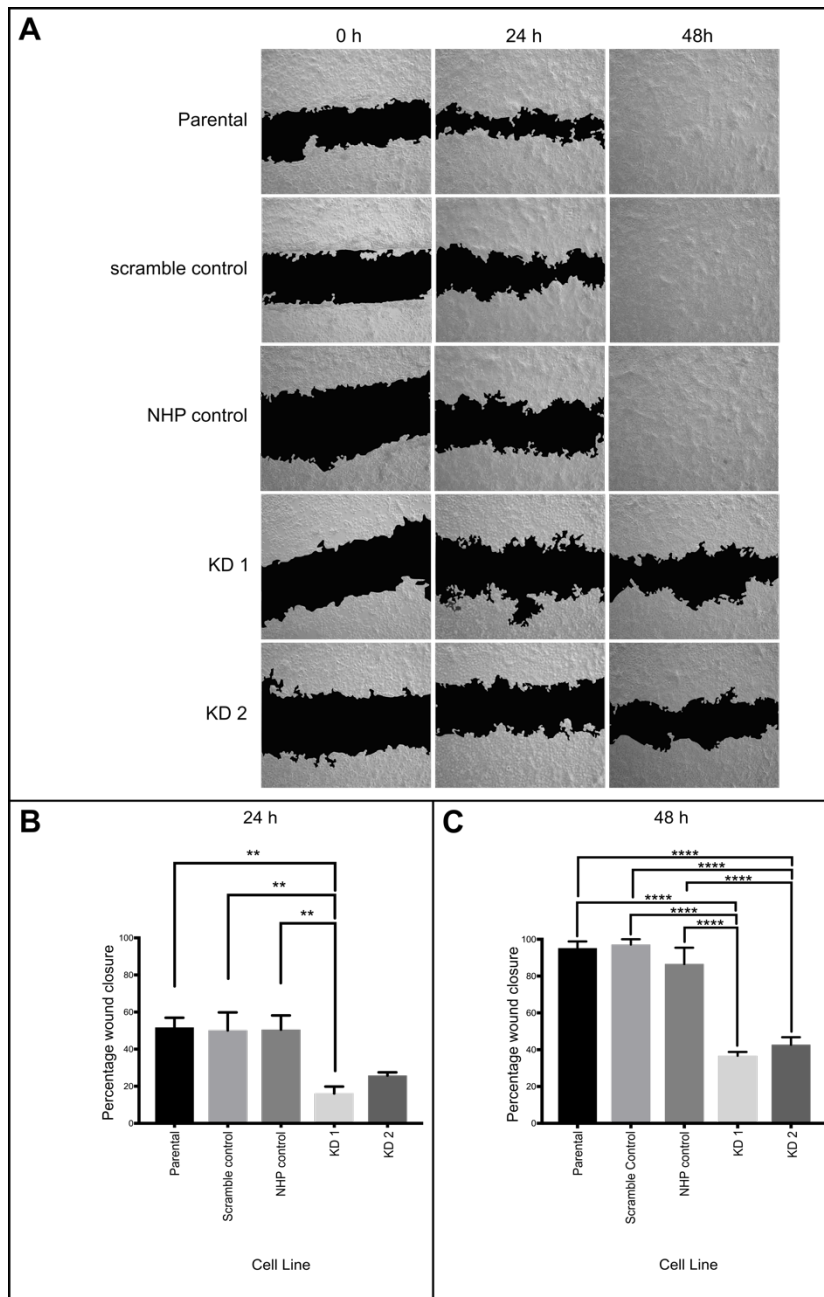 A
0 h 24 h 48h
Parental
scramble control
NHP control
KD 1
KD 2
B
24 h
**
**
**
Percentage wound closure
100
80
60
40
20
0
Parental
Scramble control
NHP control
KD 1
KD 2
Cell Line
C
48 h
****
****
****
****
****
****
Percentage wound closure
100
80
60
40
20
0
Parental
Scramble Control
NHP control
KD 1
KD 2
Cell Line